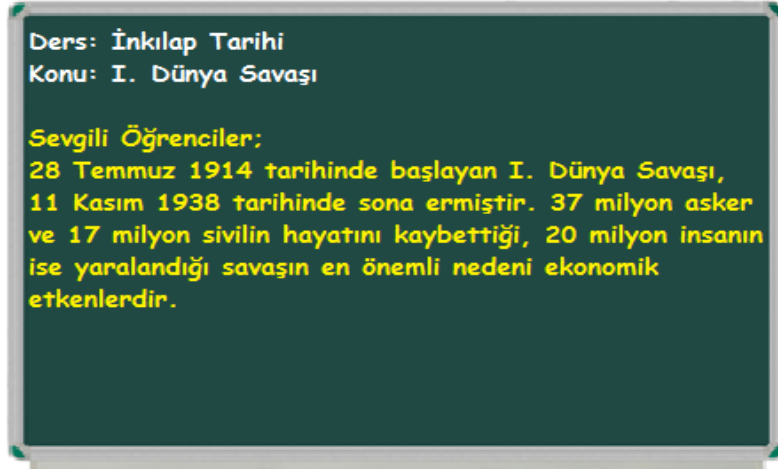 Ders: İnkılap Tarihi
Konu: I. Dünya Savaşı
Sevgili Öğrenciler;
28 Temmuz 1914 tarihinde başlayan I. Dünya Savaşı,
11 Kasım 1938 tarihinde sona ermiştir. 37 milyon asker
ve 17 milyon sivilin hayatını kaybettiği, 20 milyon insanın
ise yaralandığı savaşın en önemli nedeni ekonomik
etkenlerdir.